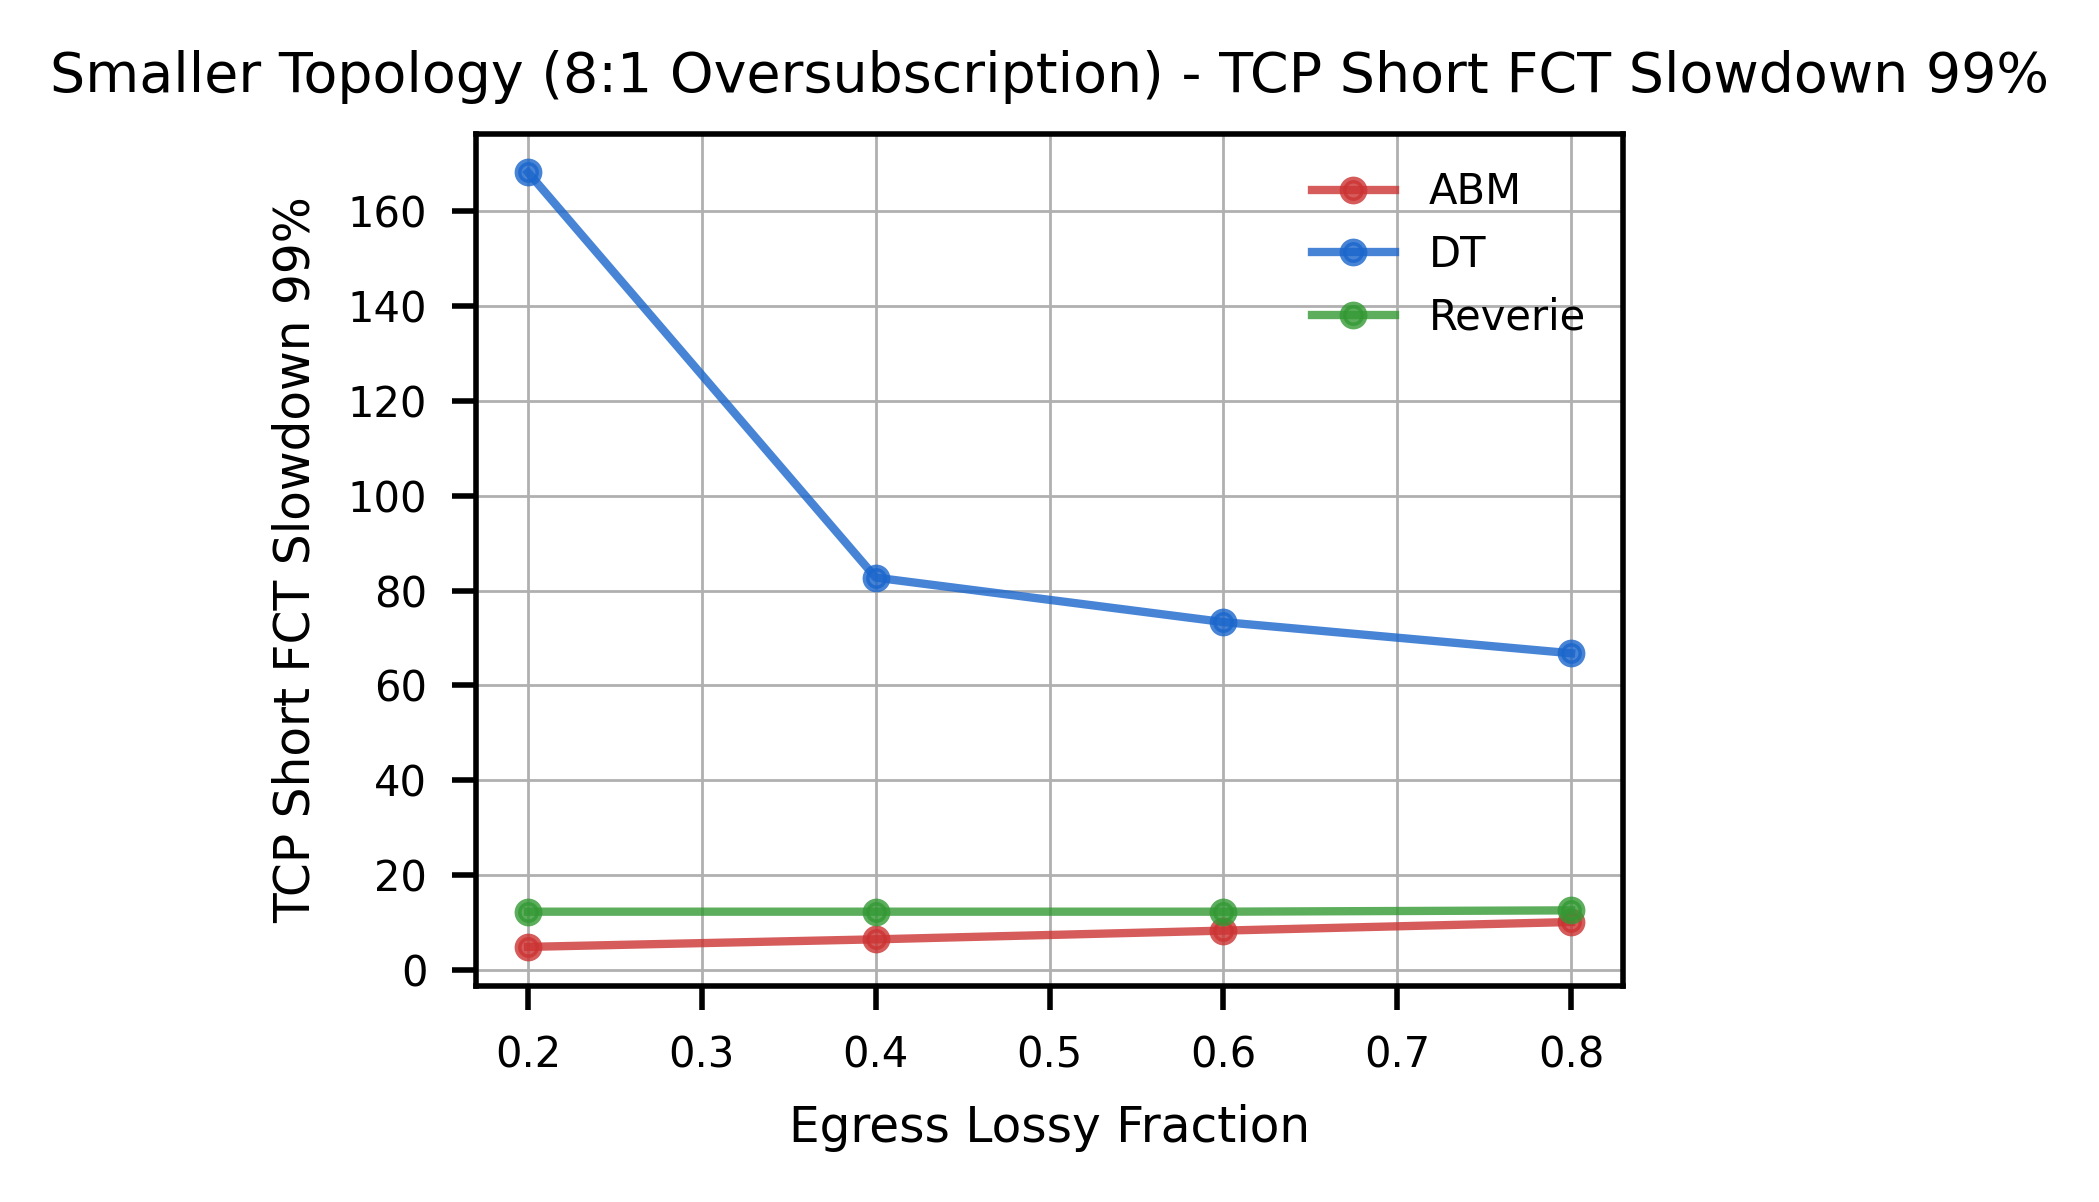 Smaller Topology (8:1 Oversubscription) - TCP Short FCT Slowdown 99%
TCP Short FCT Slowdown 99%
160
140
120
100
80
60
40
20
0
ABM
DT
Reverie
0.2 0.3 0.4 0.5 0.6 0.7 0.8
Egress Lossy Fraction